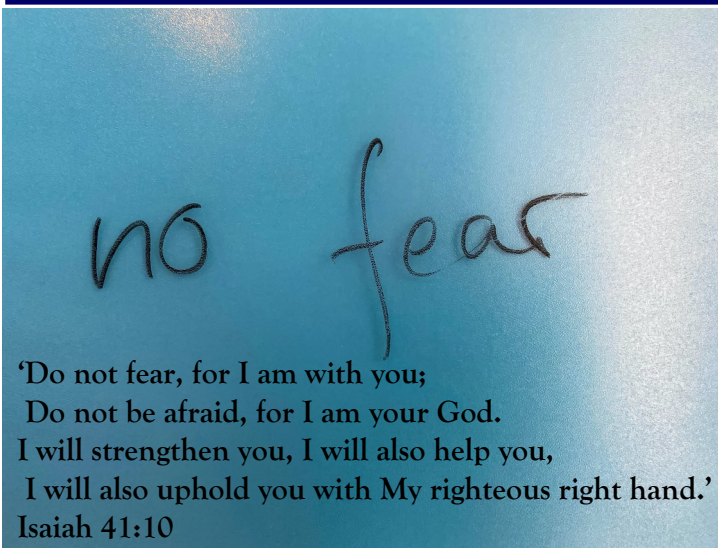 no fear
‘Do not fear, for I am with you;
Do not be afraid, for I am your God.
I will strengthen you, I will also help you,
I will also uphold you with My righteous right hand.’
Isaiah 41:10